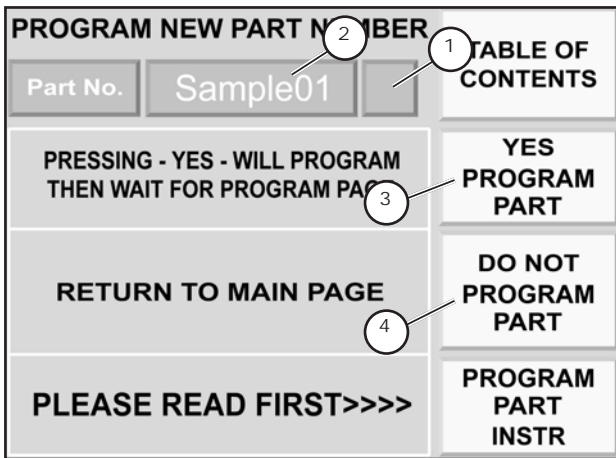 PROGRAM NEW PART NUMBER
2
1
TABLE OF
CONTENTS
Part No.
Sample01
PRESSING - YES - WILL PROGRAM
THEN WAIT FOR PROGRAM PAGE
3
YES
PROGRAM
PART
RETURN TO MAIN PAGE
4
DO NOT
PROGRAM
PART
PLEASE READ FIRST>>>>
PROGRAM
PART
INSTR